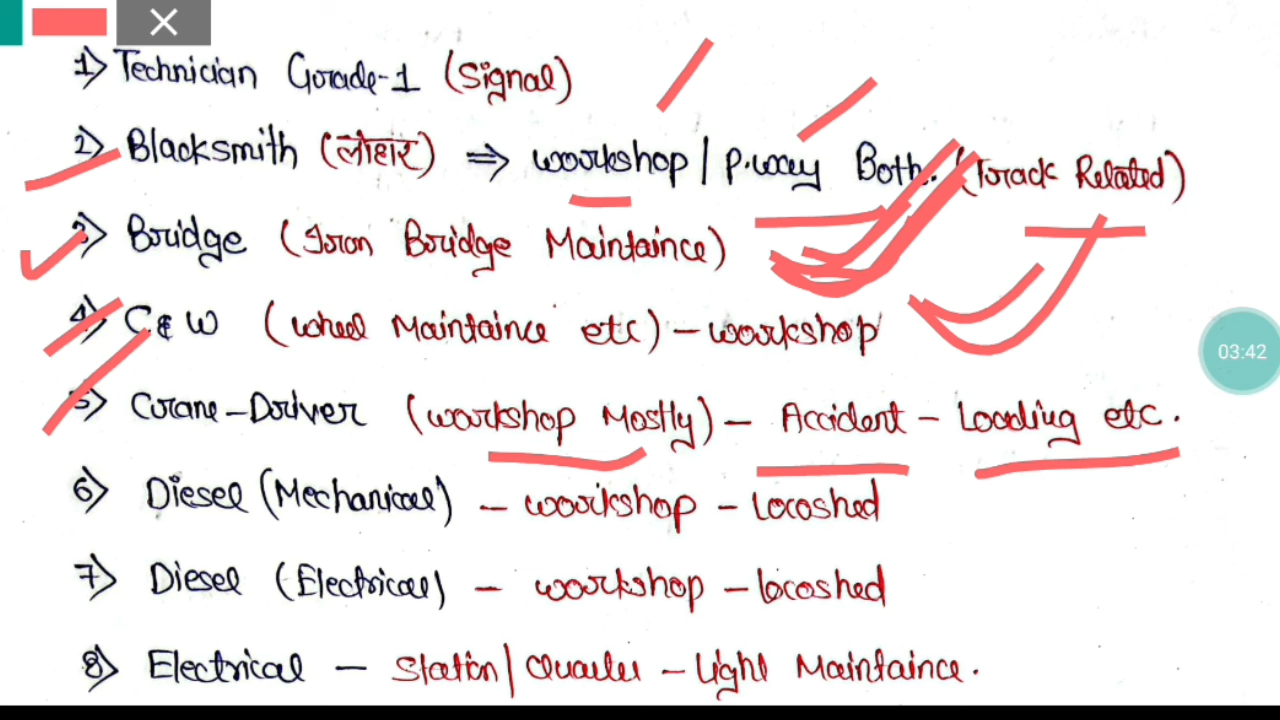 1) Technician Grade-1 (Signal)
2) Blacksmith (लोहार) ⇒ workshop / P.way Both. (Track Related)
3) Bridge (Iron Bridge Maintaince)
4) C & W (wheel Maintaince etc) – workshop
5) Crane-Driver (workshop Mostly) – Accident – Loading etc.
6) Diesel (Mechanical) – workshop – Locoshed
7) Diesel (Electrical) – workshop – locoshed
8) Electrical – Station / Quarter – Light Maintaince.
03:42